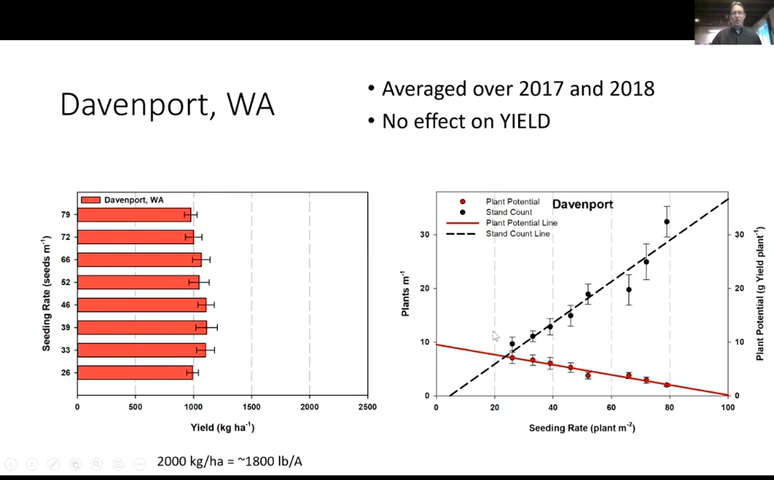 Davenport, WA
• Averaged over 2017 and 2018
• No effect on YIELD
Davenport, WA
79
72
66
52
46
39
33
26
Seeding Rate (seeds m⁻¹)
0 500 1000 1500 2000 2500
Yield (kg ha⁻¹)
2000 kg/ha = ~1800 lb/A
Davenport
Plant Potential
Stand Count
Plant Potential Line
Stand Count Line
30
20
10
0
Plants m⁻¹
30
20
10
0
Plant Potential (g Yield plant⁻¹)
0 20 40 60 80 100
Seeding Rate (plant m⁻²)